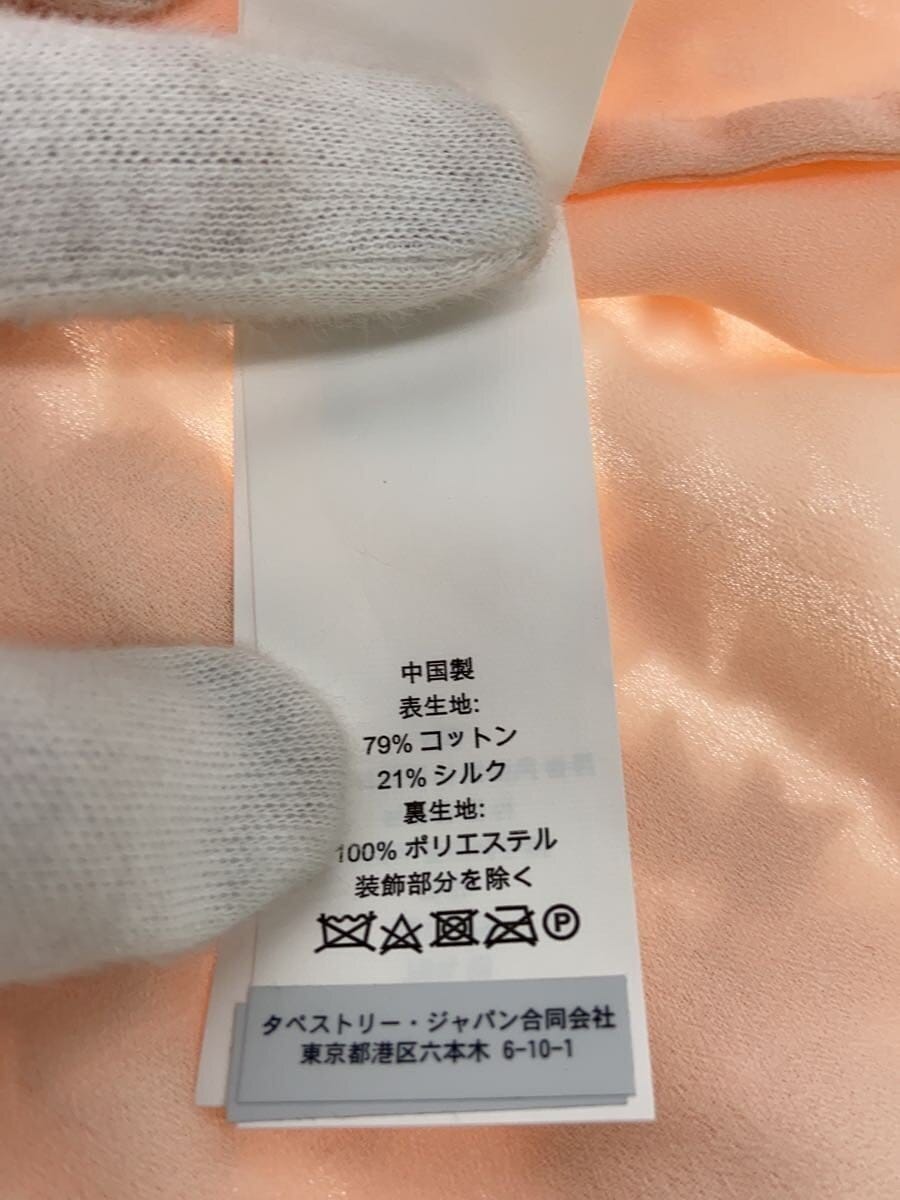 中国製
表生地:
79% コットン
21% シルク
裏生地:
100% ポリエステル
装飾部分を除く
P
タペストリー・ジャパン合同会社
東京都港区六本木 6-10-1